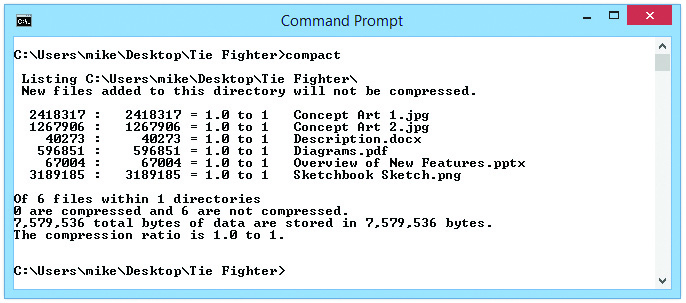 Command Prompt
C:\Users\mike\Desktop\Tie Fighter>compact
Listing C:\Users\mike\Desktop\Tie Fighter\
New files added to this directory will not be compressed.
2418317 : 2418317 = 1.0 to 1 Concept Art 1.jpg
1267906 : 1267906 = 1.0 to 1 Concept Art 2.jpg
40273 : 40273 = 1.0 to 1 Description.docx
596851 : 596851 = 1.0 to 1 Diagrams.pdf
67004 : 67004 = 1.0 to 1 Overview of New Features.pptx
3189185 : 3189185 = 1.0 to 1 Sketchbook Sketch.png
Of 6 files within 1 directories
0 are compressed and 6 are not compressed.
7,579,536 total bytes of data are stored in 7,579,536 bytes.
The compression ratio is 1.0 to 1.
C:\Users\mike\Desktop\Tie Fighter>